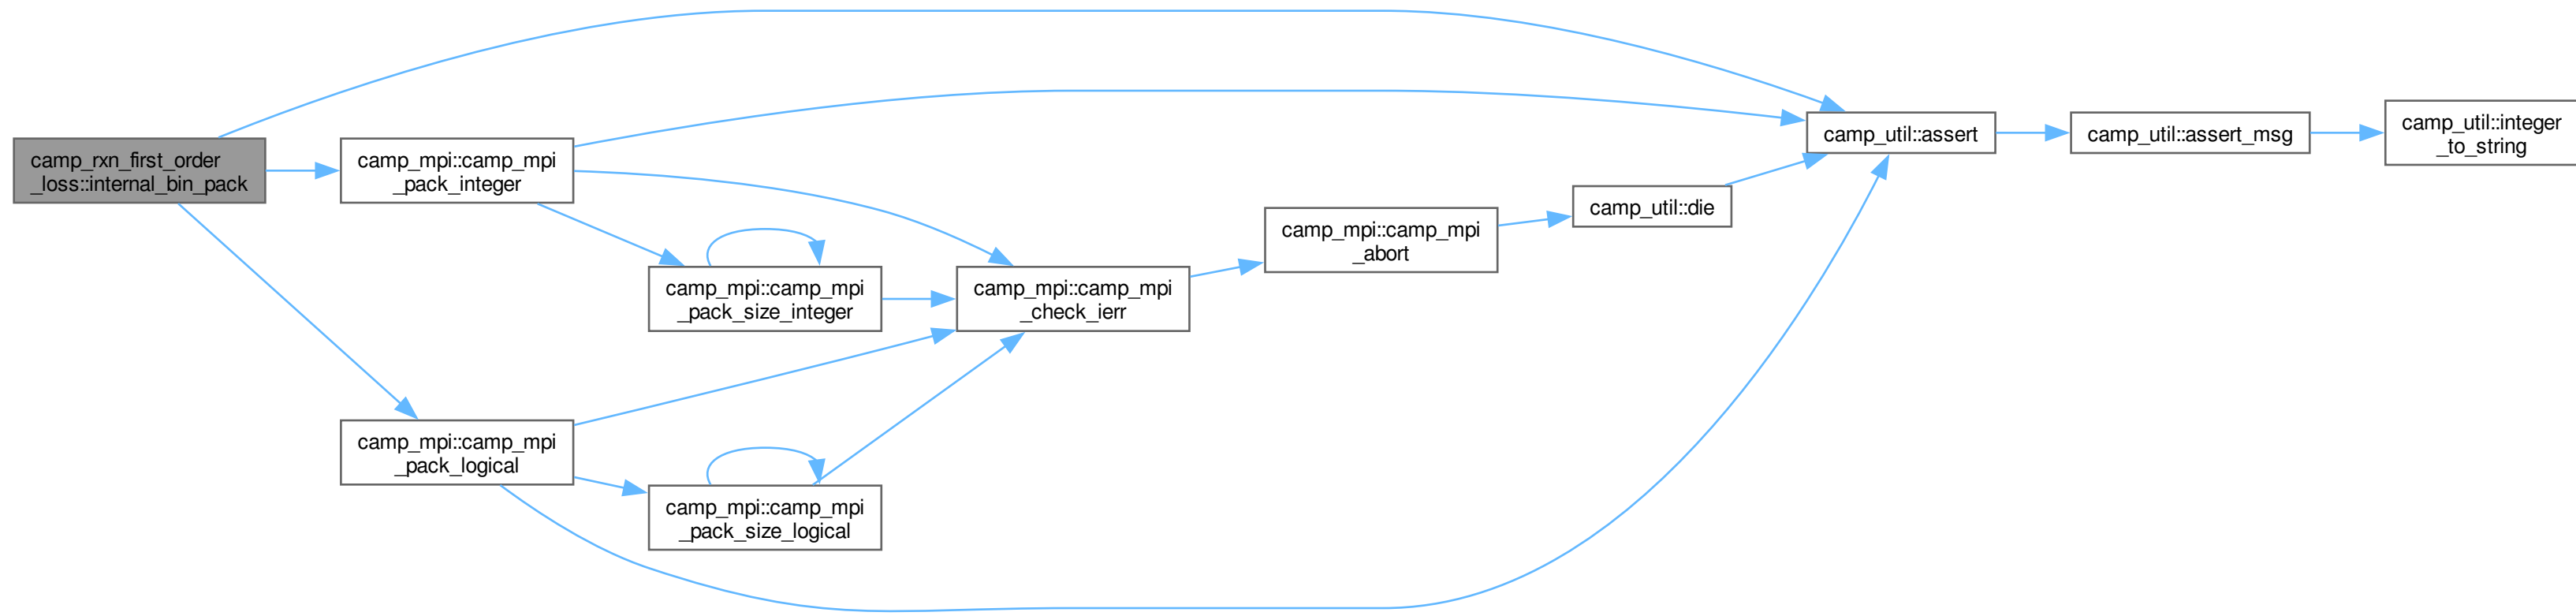 camp_rxn_first_order
_loss::internal_bin_pack
camp_mpi::camp_mpi
_pack_integer
camp_mpi::camp_mpi
_pack_size_integer
camp_mpi::camp_mpi
_check_ierr
camp_mpi::camp_mpi
_abort
camp_util::die
camp_util::assert
camp_util::assert_msg
camp_util::integer
_to_string
camp_mpi::camp_mpi
_pack_logical
camp_mpi::camp_mpi
_pack_size_logical